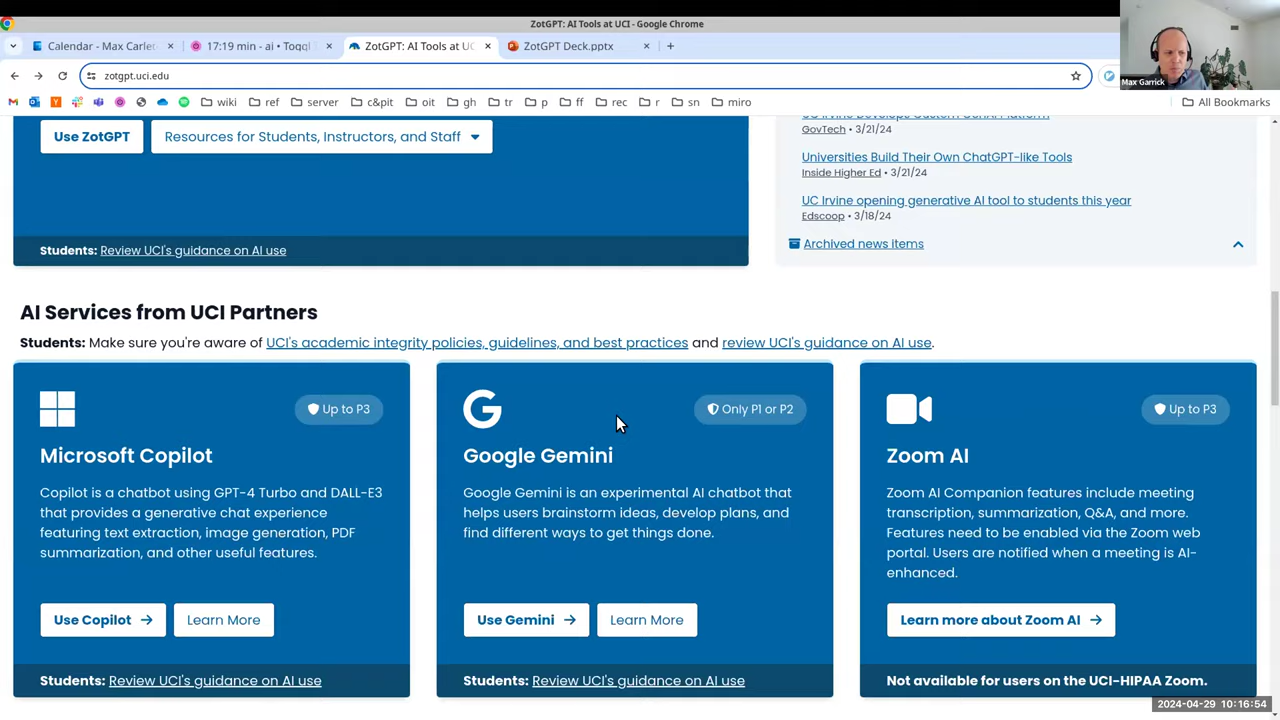 ZotGPT: AI Tools at UCI - Google Chrome
Calendar - Max Carle
17:19 min - ai • Toggl T
ZotGPT: AI Tools at UC
ZotGPT Deck.pptx
zotgpt.uci.edu
wiki
ref
server
c&pit
oit
gh
tr
p
ff
rec
r
sn
miro
All Bookmarks
Max Garrick
Use ZotGPT
Resources for Students, Instructors, and Staff
Students: Review UCI's guidance on AI use
UC Irvine Develops Custom GenAI Platform
GovTech • 3/21/24
Universities Build Their Own ChatGPT-like Tools
Inside Higher Ed • 3/21/24
UC Irvine opening generative AI tool to students this year
Edscoop • 3/18/24
Archived news items
AI Services from UCI Partners
Students: Make sure you're aware of UCI's academic integrity policies, guidelines, and best practices and review UCI's guidance on AI use.
Up to P3
Microsoft Copilot
Copilot is a chatbot using GPT-4 Turbo and DALL-E3
that provides a generative chat experience
featuring text extraction, image generation, PDF
summarization, and other useful features.
Use Copilot
Learn More
Students: Review UCI's guidance on AI use
Only P1 or P2
Google Gemini
Google Gemini is an experimental AI chatbot that
helps users brainstorm ideas, develop plans, and
find different ways to get things done.
Use Gemini
Learn More
Students: Review UCI's guidance on AI use
Up to P3
Zoom AI
Zoom AI Companion features include meeting
transcription, summarization, Q&A, and more.
Features need to be enabled via the Zoom web
portal. Users are notified when a meeting is AI-
enhanced.
Learn more about Zoom AI
Not available for users on the UCI-HIPAA Zoom.
2024-04-29 10:16:54